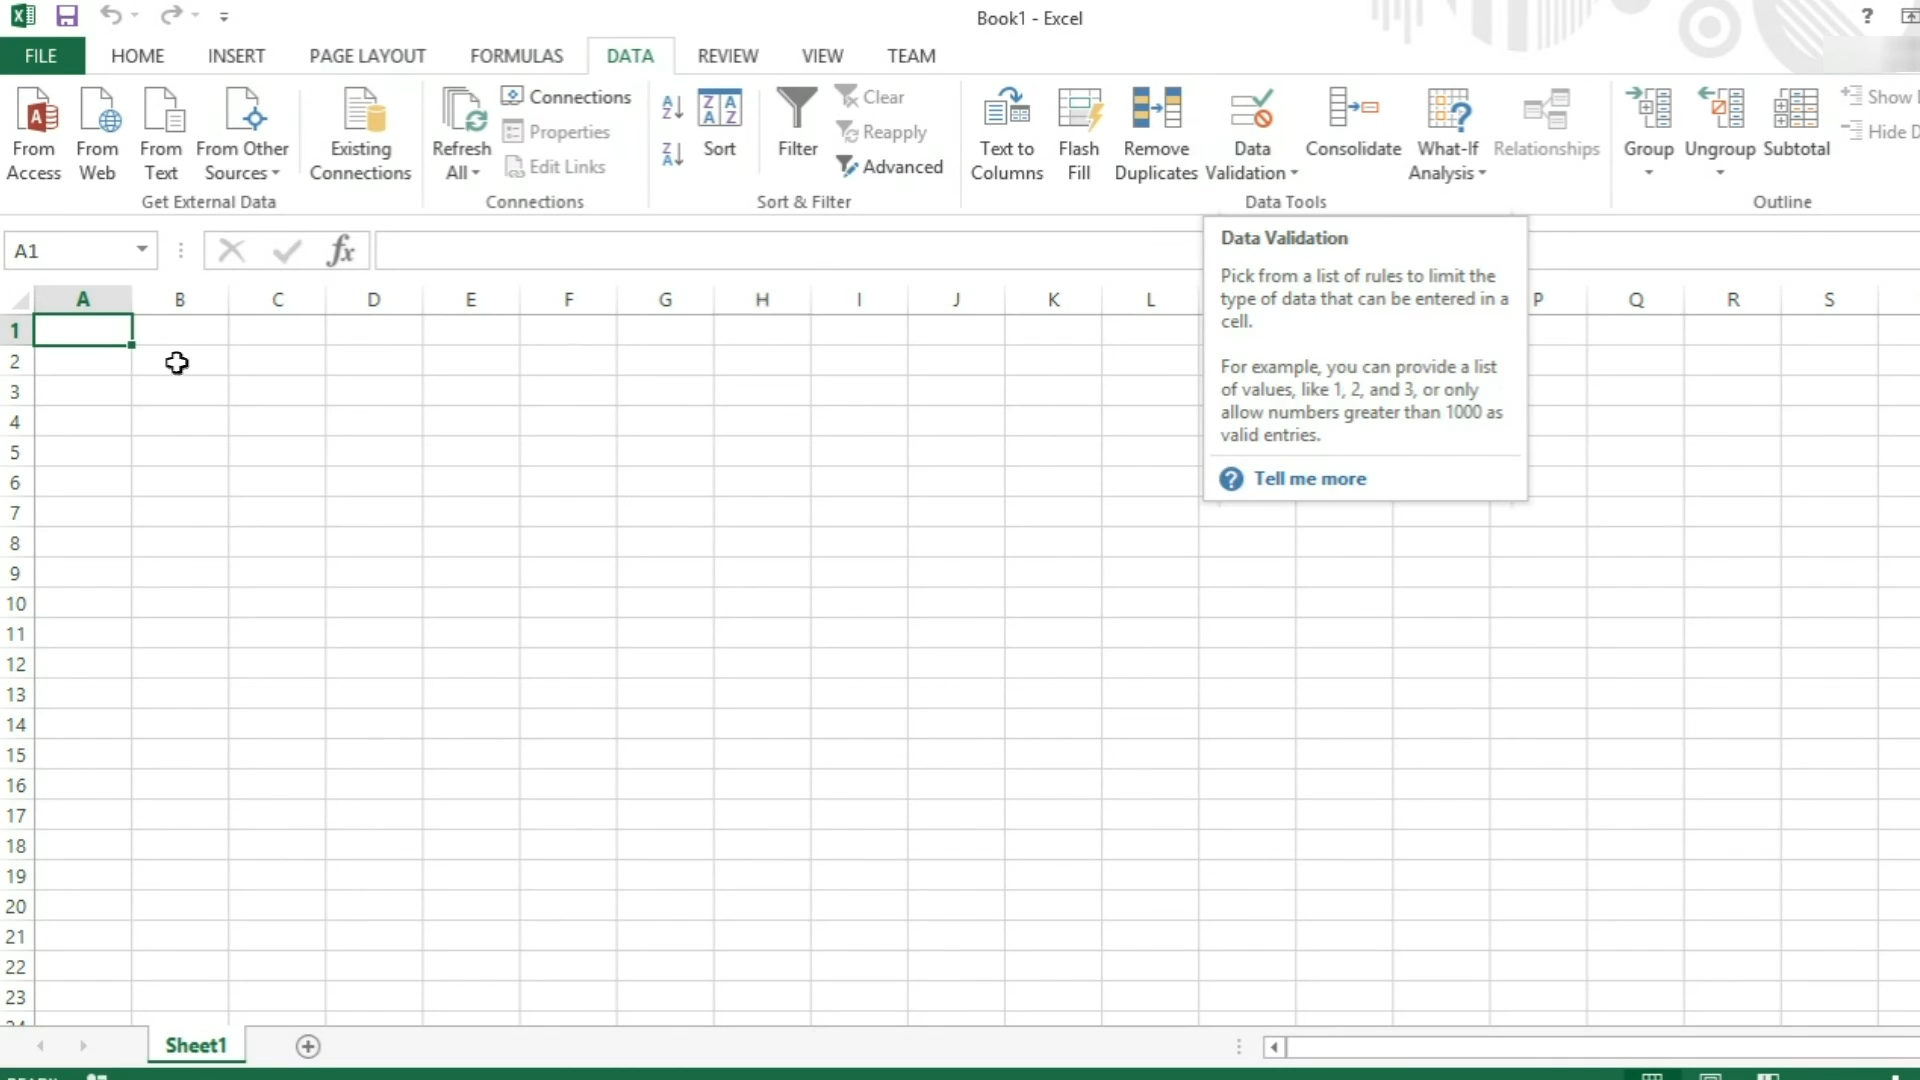 Book1 - Excel
?
FILE HOME INSERT PAGE LAYOUT FORMULAS DATA REVIEW VIEW TEAM
From Access
From Web
From Text
From Other Sources
Existing Connections
Get External Data
Refresh All
Connections
Properties
Edit Links
Connections
Sort
Filter
Clear
Reapply
Advanced
Sort & Filter
Text to Columns
Flash Fill
Remove Duplicates
Data Validation
Consolidate
What-If Analysis
Relationships
Data Tools
Group
Ungroup
Subtotal
Show
Hide
Outline
A1
fx
Data Validation
Pick from a list of rules to limit the
type of data that can be entered in a
cell.
For example, you can provide a list
of values, like 1, 2, and 3, or only
allow numbers greater than 1000 as
valid entries.
? Tell me more
A B C D E F G H I J K L P Q R S
1
2
3
4
5
6
7
8
9
10
11
12
13
14
15
16
17
18
19
20
21
22
23
Sheet1